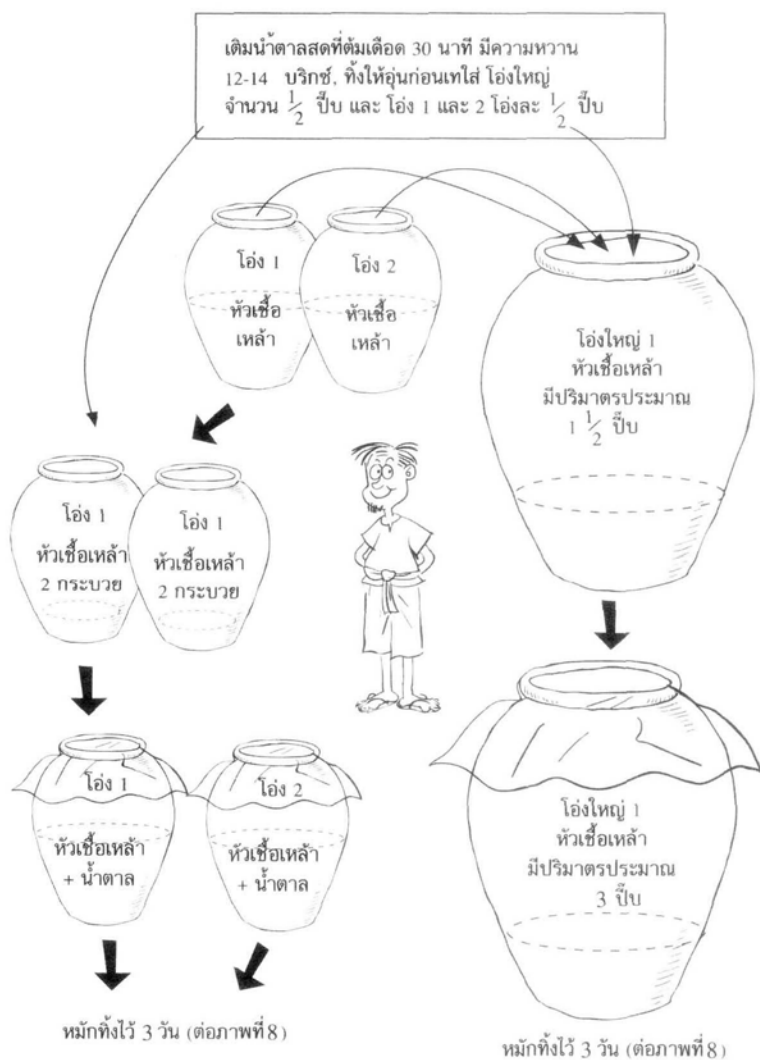 เติมน้ำตาลสดที่ต้มเดือด 30 นาที มีความหวาน
12-14 บริกซ์, ทิ้งให้อุ่นก่อนเทใส่ โอ่งใหญ่
จำนวน 1/2 ปี๊บ และ โอ่ง 1 และ 2 โอ่งละ 1/2 ปี๊บ
โอ่ง 1
หัวเชื้อ
เหล้า
โอ่ง 2
หัวเชื้อ
เหล้า
โอ่งใหญ่ 1
หัวเชื้อเหล้า
มีปริมาตรประมาณ
1 1/2 ปี๊บ
โอ่ง 1
หัวเชื้อเหล้า
2 กระบวย
โอ่ง 1
หัวเชื้อเหล้า
2 กระบวย
โอ่ง 1
หัวเชื้อเหล้า
+ น้ำตาล
โอ่ง 2
หัวเชื้อเหล้า
+ น้ำตาล
โอ่งใหญ่ 1
หัวเชื้อเหล้า
มีปริมาตรประมาณ
3 ปี๊บ
หมักทิ้งไว้ 3 วัน (ต่อภาพที่ 8)
หมักทิ้งไว้ 3 วัน (ต่อภาพที่ 8)